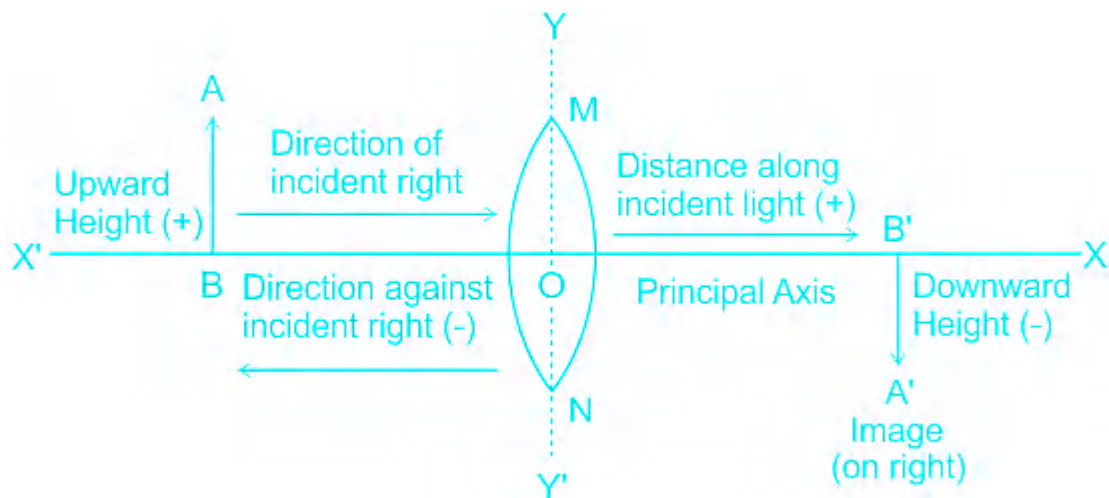 Y
A
M
Direction of
incident right
Distance along
incident light (+)
Upward
Height (+)
B'
X'
X
B
Direction against
incident right (-)
O
Principal Axis
Downward
Height (-)
N
A'
Image
(on right)
Y'